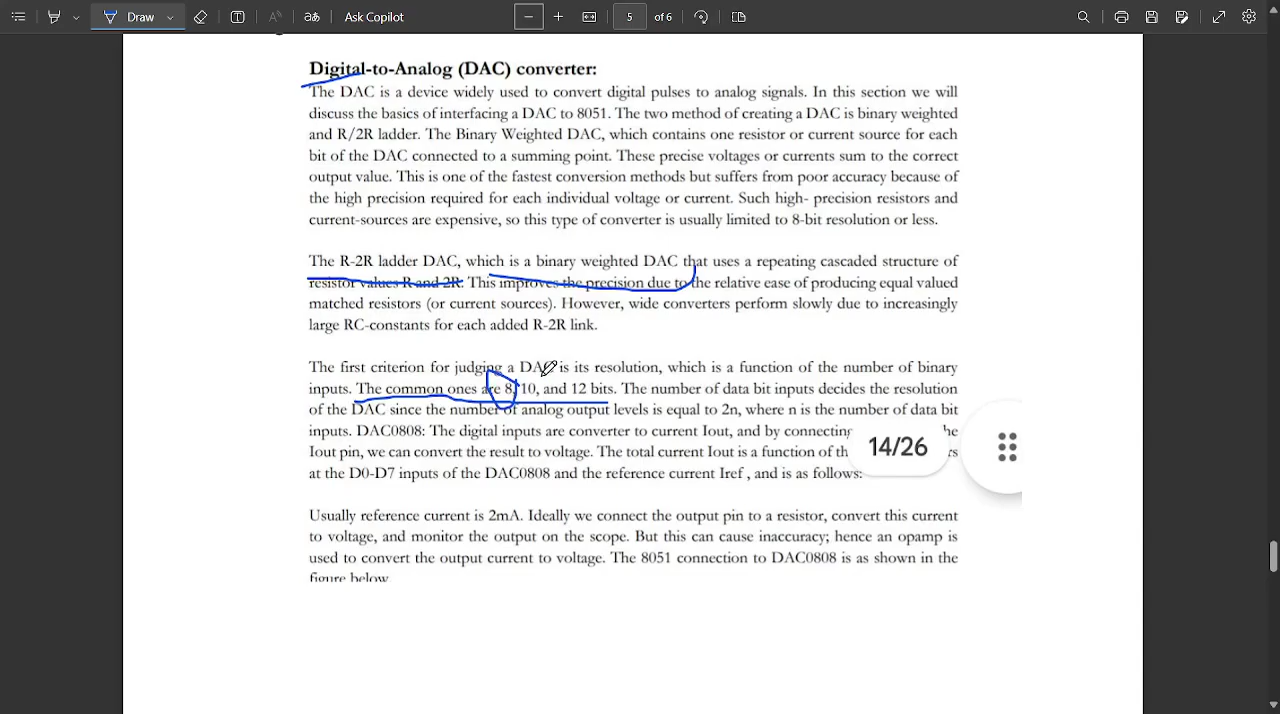 Draw
Ask Copilot
5 of 6
Digital-to-Analog (DAC) converter:
The DAC is a device widely used to convert digital pulses to analog signals. In this section we will
discuss the basics of interfacing a DAC to 8051. The two method of creating a DAC is binary weighted
and R/2R ladder. The Binary Weighted DAC, which contains one resistor or current source for each
bit of the DAC connected to a summing point. These precise voltages or currents sum to the correct
output value. This is one of the fastest conversion methods but suffers from poor accuracy because of
the high precision required for each individual voltage or current. Such high- precision resistors and
current-sources are expensive, so this type of converter is usually limited to 8-bit resolution or less.
The R-2R ladder DAC, which is a binary weighted DAC that uses a repeating cascaded structure of
resistor values R and 2R. This improves the precision due to the relative ease of producing equal valued
matched resistors (or current sources). However, wide converters perform slowly due to increasingly
large RC-constants for each added R-2R link.
The first criterion for judging a DAC is its resolution, which is a function of the number of binary
inputs. The common ones are 8, 10, and 12 bits. The number of data bit inputs decides the resolution
of the DAC since the number of analog output levels is equal to 2n, where n is the number of data bit
inputs. DAC0808: The digital inputs are converter to current Iout, and by connecting
Iout pin, we can convert the result to voltage. The total current Iout is a function of
at the D0-D7 inputs of the DAC0808 and the reference current Iref , and is as follows:
14/26
Usually reference current is 2mA. Ideally we connect the output pin to a resistor, convert this current
to voltage, and monitor the output on the scope. But this can cause inaccuracy; hence an opamp is
used to convert the output current to voltage. The 8051 connection to DAC0808 is as shown in the
figure below